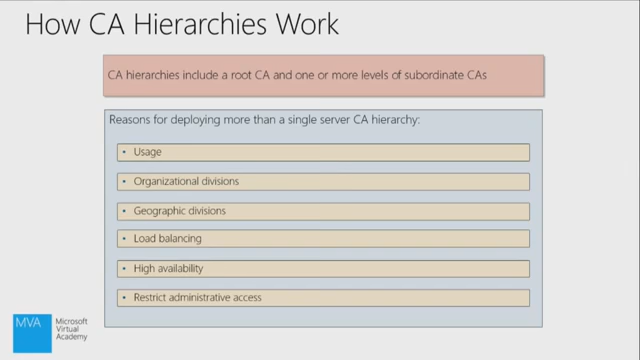 How CA Hierarchies Work
CA hierarchies include a root CA and one or more levels of subordinate CAs
Reasons for deploying more than a single server CA hierarchy:
• Usage
• Organizational divisions
• Geographic divisions
• Load balancing
• High availability
• Restrict administrative access
MVA
Microsoft
Virtual
Academy